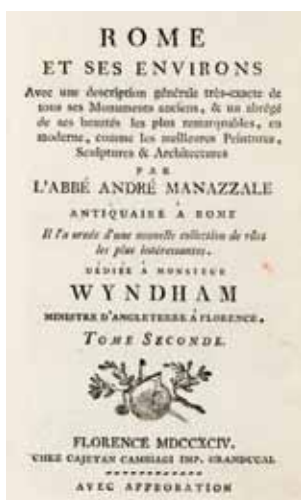 ROME
ET SES ENVIRONS
Avec une description générale très-exacte de
tous ses Monuments anciens, & un abrégé
de ses beautés les plus remarquables, en
moderne, comme les meilleures Peintures,
Sculptures & Architectures
PAR
L'ABBÉ ANDRÉ MANAZZALE
ANTIQUAIRE A ROME
Il l'a ornée d'une nouvelle collection de vües
les plus intéressantes.
DÉDIÉE A MONSIEUR
WYNDHAM
MINISTRE D'ANGLETERRE A FLORENCE.
TOME SECONDE.
FLORENCE MDCCXCIV.
CHEZ CAJETAN CAMBIAGI IMP. GRANDUCAL
AVEC APPROBATION